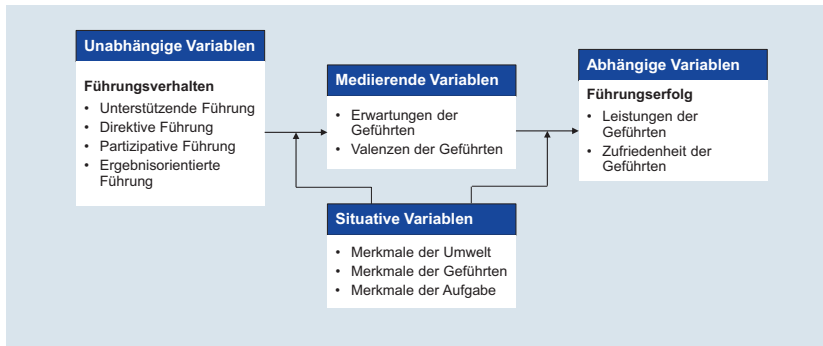 Unabhängige Variablen
Führungsverhalten
• Unterstützende Führung
• Direktive Führung
• Partizipative Führung
• Ergebnisorientierte
Führung
Mediierende Variablen
• Erwartungen der
Geführten
• Valenzen der Geführten
Abhängige Variablen
Führungserfolg
• Leistungen der
Geführten
• Zufriedenheit der
Geführten
Situative Variablen
• Merkmale der Umwelt
• Merkmale der Geführten
• Merkmale der Aufgabe